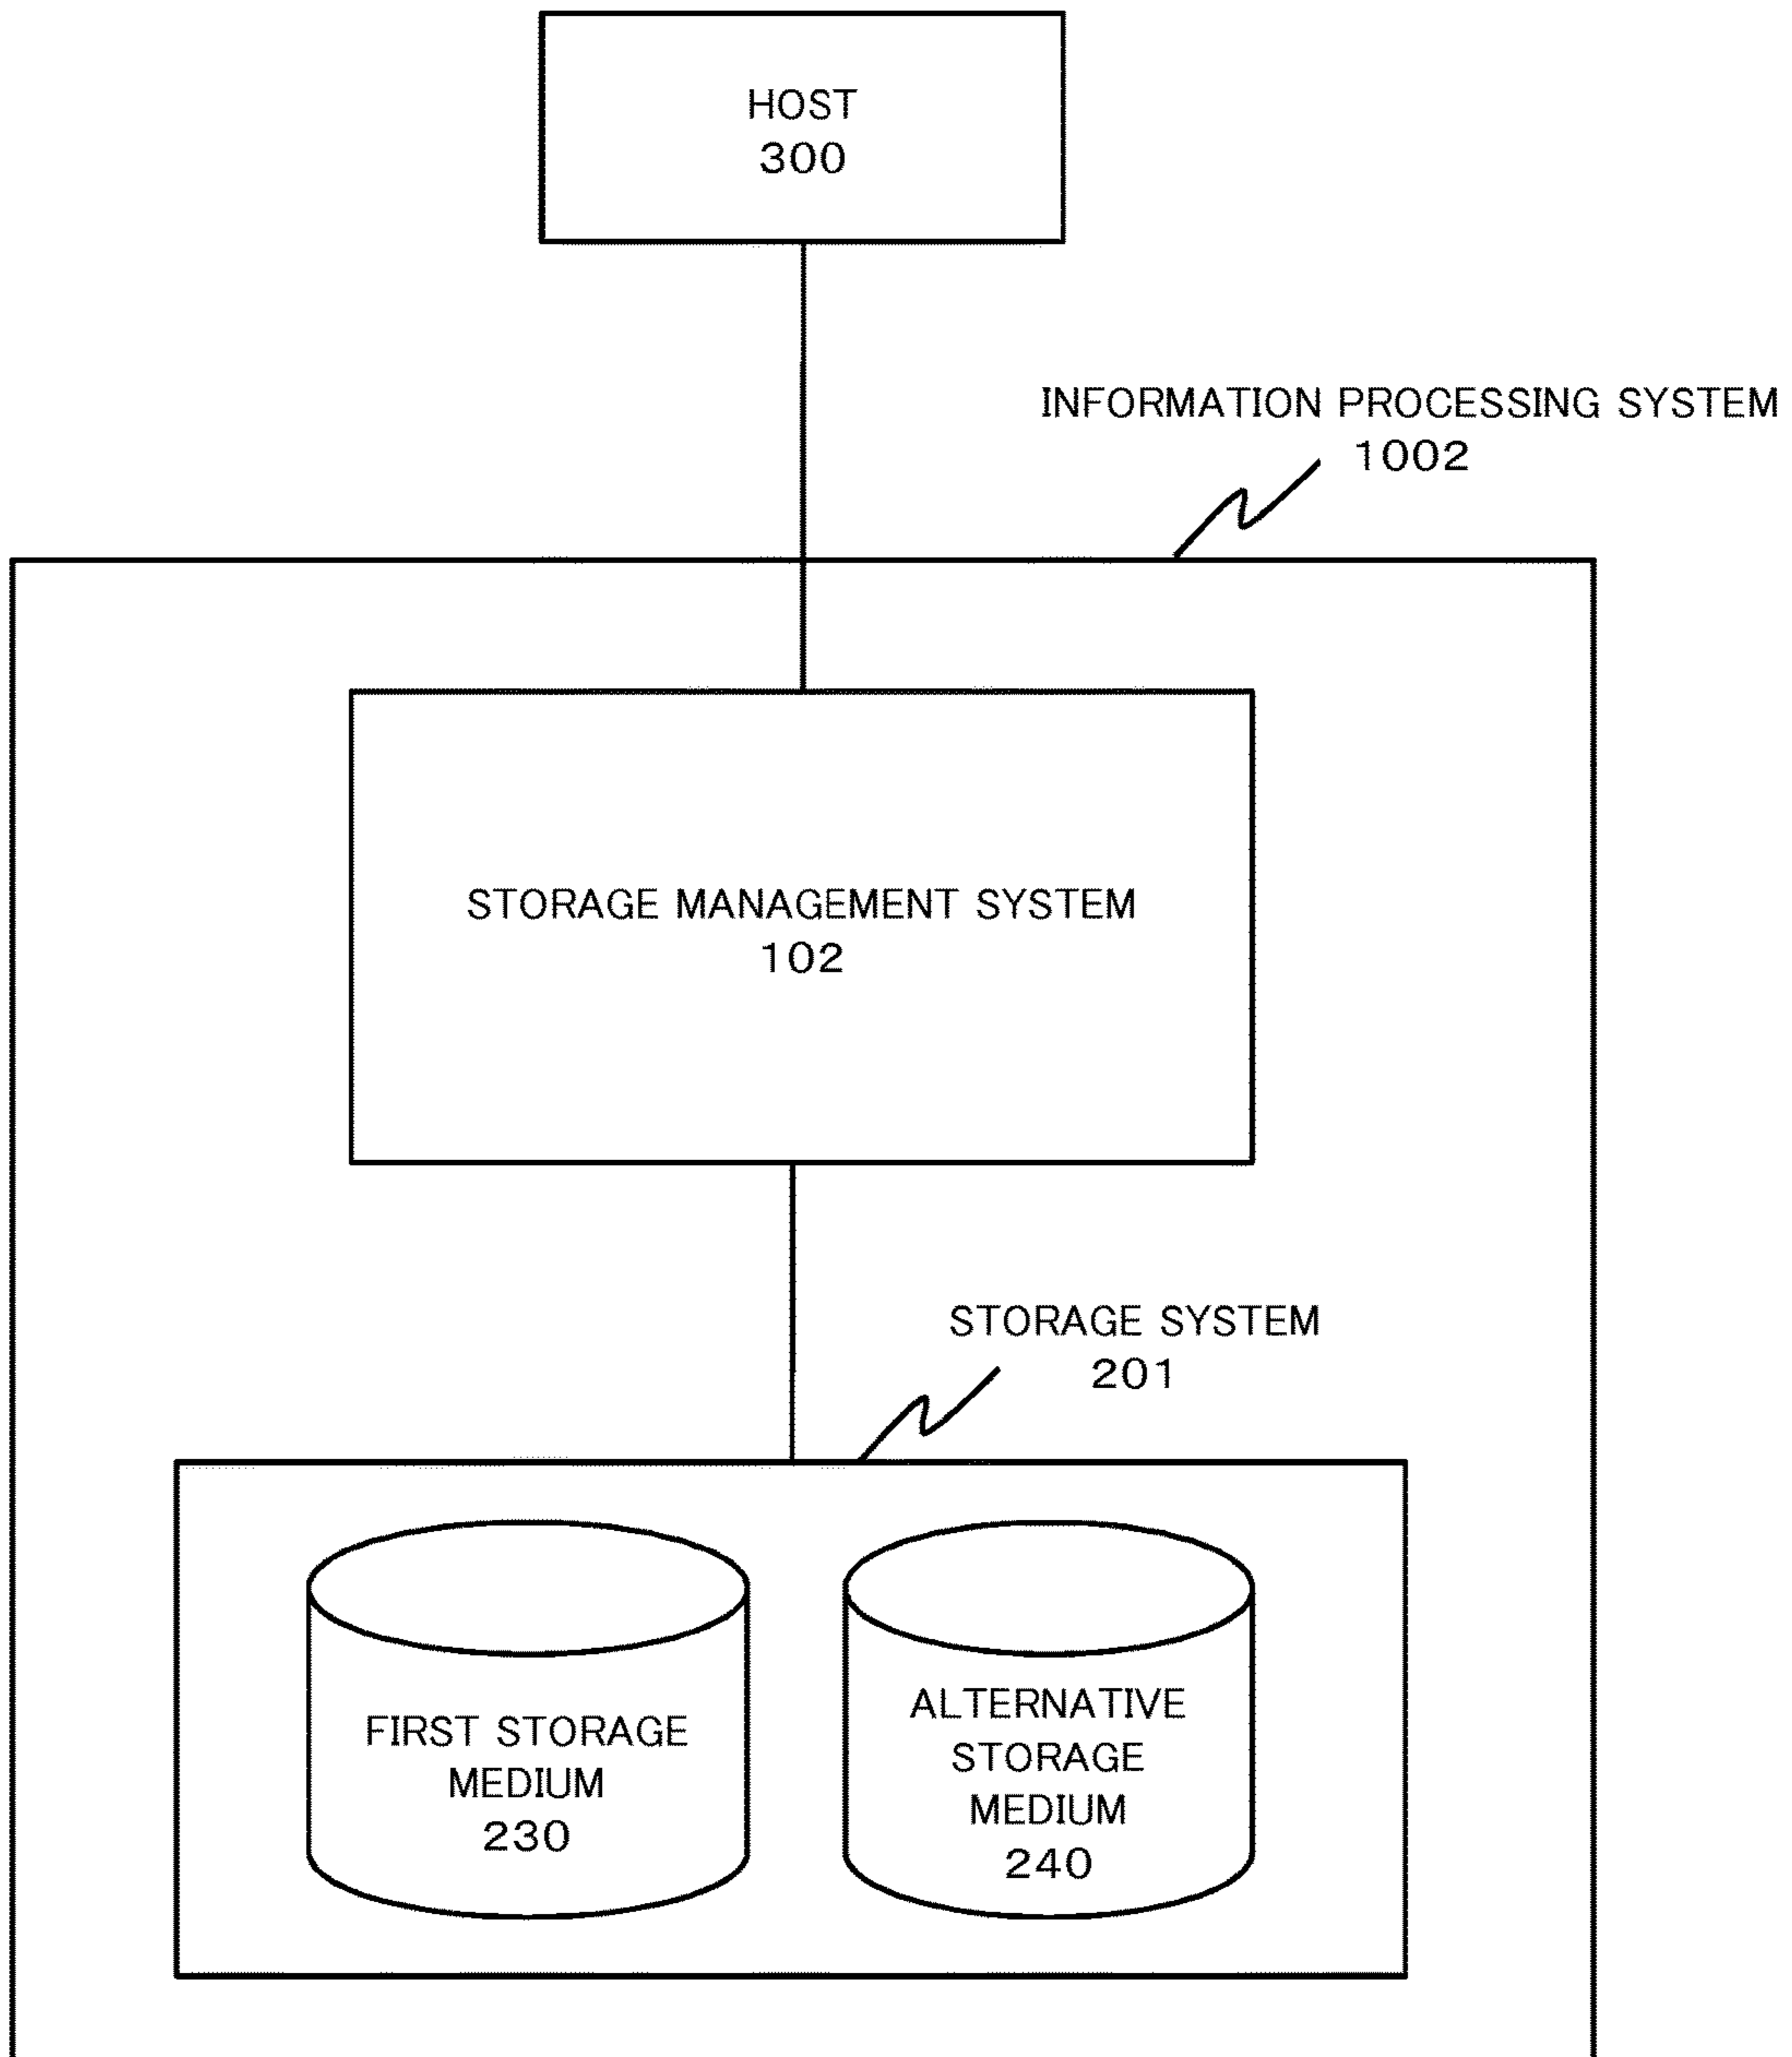 HOST
300
INFORMATION PROCESSING SYSTEM
1002
STORAGE MANAGEMENT SYSTEM
102
STORAGE SYSTEM
201
FIRST STORAGE
MEDIUM
230
ALTERNATIVE
STORAGE
MEDIUM
240